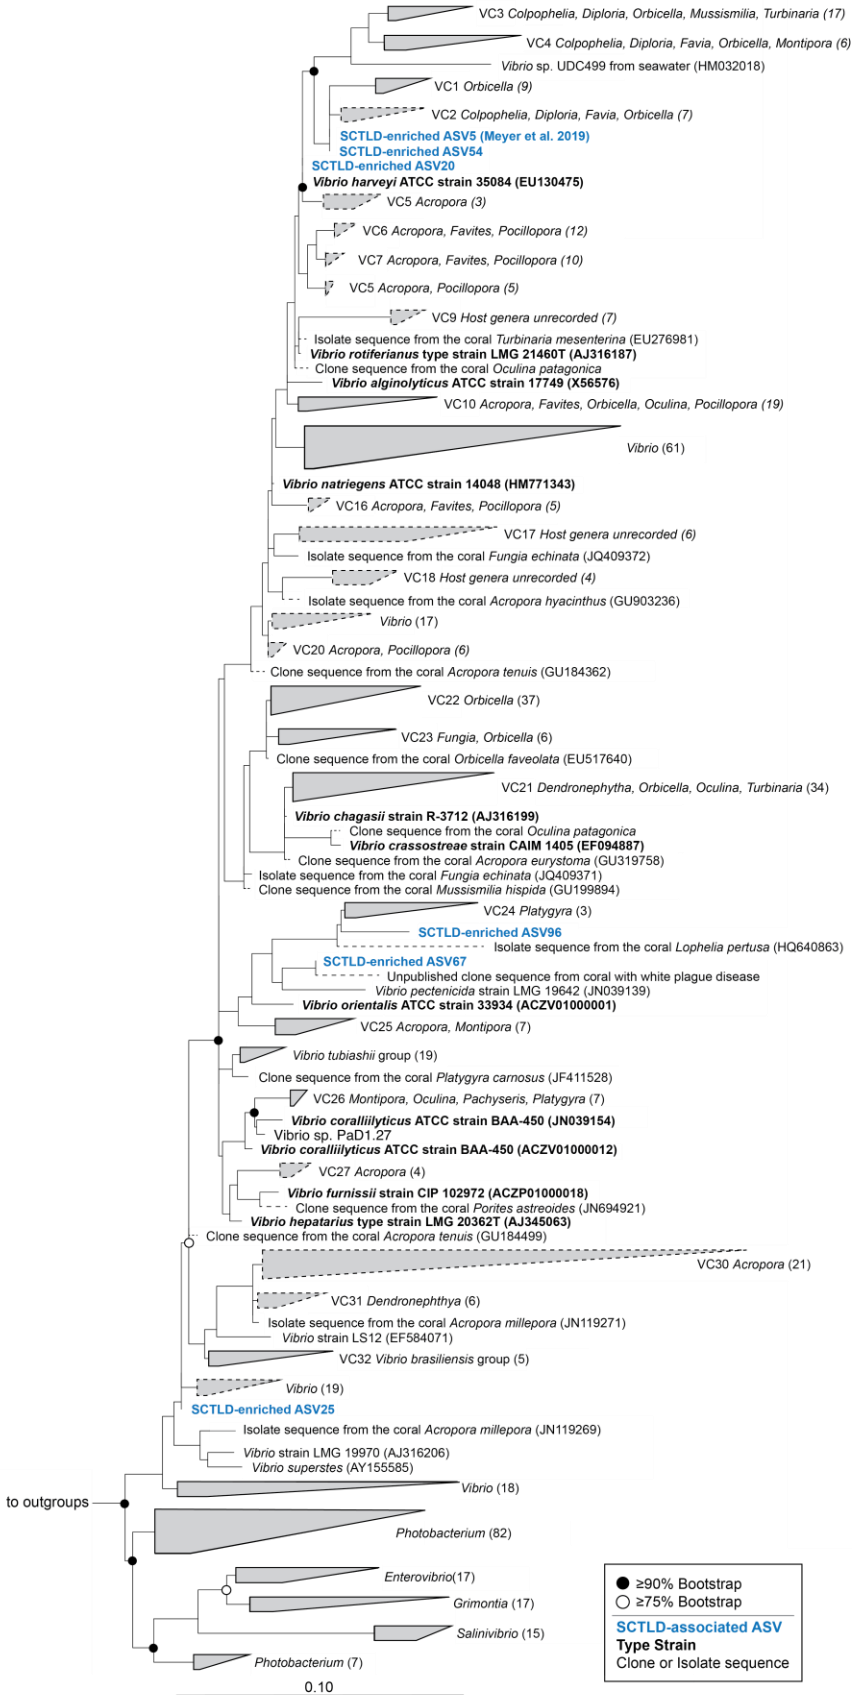 VC3 Colpophelia, Diploria, Orbicella, Mussismilia, Turbinaria (17)
VC4 Colpophelia, Diploria, Favia, Orbicella, Montipora (6)
Vibrio sp. UDC499 from seawater (HM032018)
VC1 Orbicella (9)
VC2 Colpophelia, Diploria, Favia, Orbicella (7)
SCTLD-enriched ASV5 (Meyer et al. 2019)
SCTLD-enriched ASV54
SCTLD-enriched ASV20
Vibrio harveyi ATCC strain 35084 (EU130475)
VC5 Acropora (3)
VC6 Acropora, Favites, Pocillopora (12)
VC7 Acropora, Favites, Pocillopora (10)
VC5 Acropora, Pocillopora (5)
VC9 Host genera unrecorded (7)
Isolate sequence from the coral Turbinaria mesenterina (EU276981)
Vibrio rotiferianus type strain LMG 21460T (AJ316187)
Clone sequence from the coral Oculina patagonica
Vibrio alginolyticus ATCC strain 17749 (X56576)
VC10 Acropora, Favites, Orbicella, Oculina, Pocillopora (19)
Vibrio (61)
Vibrio natriegens ATCC strain 14048 (HM771343)
VC16 Acropora, Favites, Pocillopora (5)
VC17 Host genera unrecorded (6)
Isolate sequence from the coral Fungia echinata (JQ409372)
VC18 Host genera unrecorded (4)
Isolate sequence from the coral Acropora hyacinthus (GU903236)
Vibrio (17)
VC20 Acropora, Pocillopora (6)
Clone sequence from the coral Acropora tenuis (GU184362)
VC22 Orbicella (37)
VC23 Fungia, Orbicella (6)
Clone sequence from the coral Orbicella faveolata (EU517640)
VC21 Dendronephytha, Orbicella, Oculina, Turbinaria (34)
Vibrio chagasii strain R-3712 (AJ316199)
Clone sequence from the coral Oculina patagonica
Vibrio crassostreae strain CAIM 1405 (EF094887)
Clone sequence from the coral Acropora eurystoma (GU319758)
Isolate sequence from the coral Fungia echinata (JQ409371)
Clone sequence from the coral Mussismilia hispida (GU199894)
VC24 Platygyra (3)
SCTLD-enriched ASV96
Isolate sequence from the coral Lophelia pertusa (HQ640863)
SCTLD-enriched ASV67
Unpublished clone sequence from coral with white plague disease
Vibrio pectenicida strain LMG 19642 (JN039139)
Vibrio orientalis ATCC strain 33934 (ACZV01000001)
VC25 Acropora, Montipora (7)
Vibrio tubiashii group (19)
Clone sequence from the coral Platygyra carnosus (JF411528)
VC26 Montipora, Oculina, Pachyseris, Platygyra (7)
Vibrio coralliilyticus ATCC strain BAA-450 (JN039154)
Vibrio sp. PaD1.27
Vibrio coralliilyticus ATCC strain BAA-450 (ACZV01000012)
VC27 Acropora (4)
Vibrio furnissii strain CIP 102972 (ACZP01000018)
Clone sequence from the coral Porites astreoides (JN694921)
Vibrio hepatarius type strain LMG 20362T (AJ345063)
Clone sequence from the coral Acropora tenuis (GU184499)
VC30 Acropora (21)
VC31 Dendronephthya (6)
Isolate sequence from the coral Acropora millepora (JN119271)
Vibrio strain LS12 (EF584071)
VC32 Vibrio brasiliensis group (5)
Vibrio (19)
SCTLD-enriched ASV25
Isolate sequence from the coral Acropora millepora (JN119269)
Vibrio strain LMG 19970 (AJ316206)
Vibrio superstes (AY155585)
Vibrio (18)
to outgroups
Photobacterium (82)
Enterovibrio(17)
Grimontia (17)
Salinivibrio (15)
Photobacterium (7)
0.10
≥90% Bootstrap
≥75% Bootstrap
SCTLD-associated ASV
Type Strain
Clone or Isolate sequence